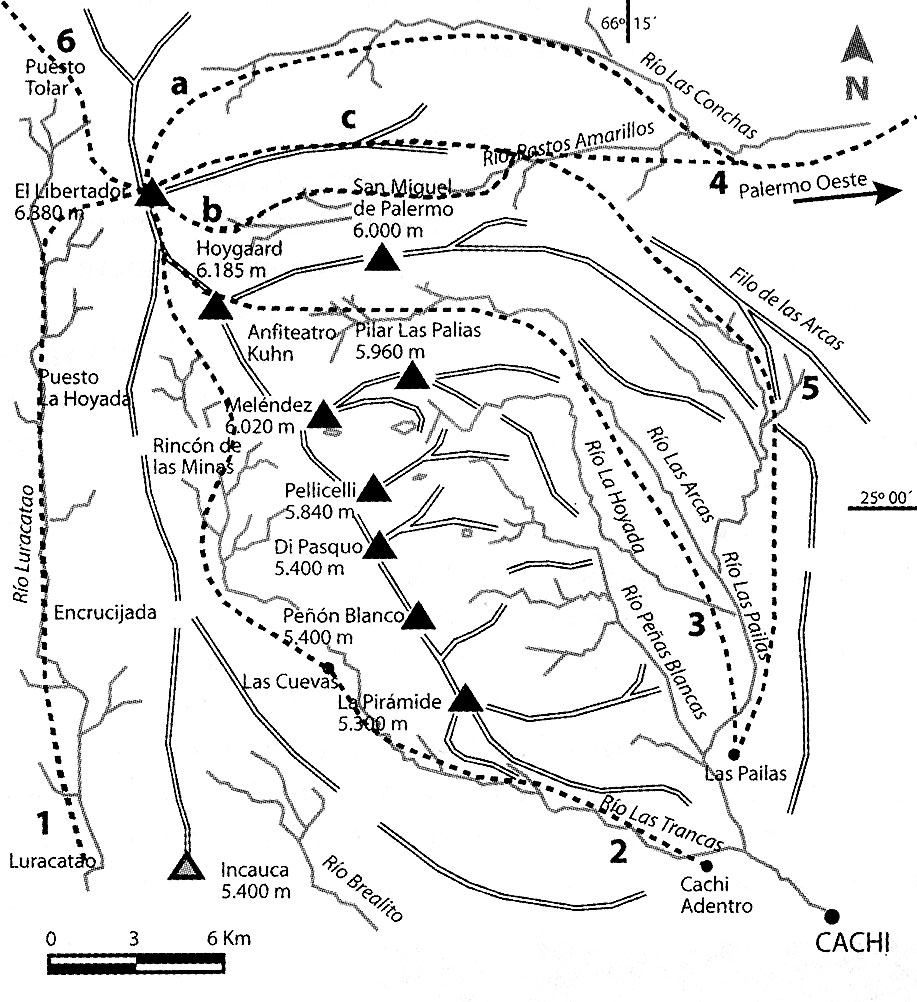 66º 15´
6
Puesto
Tolar
a
Río Las Conchas
N
c
Río Rastos Amarillos
4
Palermo Oeste
El Libertador
6.380 m
b
San Miguel
de Palermo
6.000 m
Hoygaard
6.185 m
Filo de las Arcas
Anfiteatro
Kuhn
Pilar Las Palias
5.960 m
5
Puesto
La Hoyada
Meléndez
6.020 m
Rincón de
las Minas
Río La Hoyada
Río Las Arcas
25º 00´
Pellicelli
5.840 m
Río Luracatao
Di Pasquo
5.400 m
Río Las Pailas
Encrucijada
Peñón Blanco
5.400 m
Río Peñas Blancas
3
Las Cuevas
La Pirámide
5.300 m
Las Pailas
1
Luracatao
Río Las Trancas
2
Incauca
5.400 m
Río Brealito
Cachi
Adentro
CACHI
0 3 6 Km